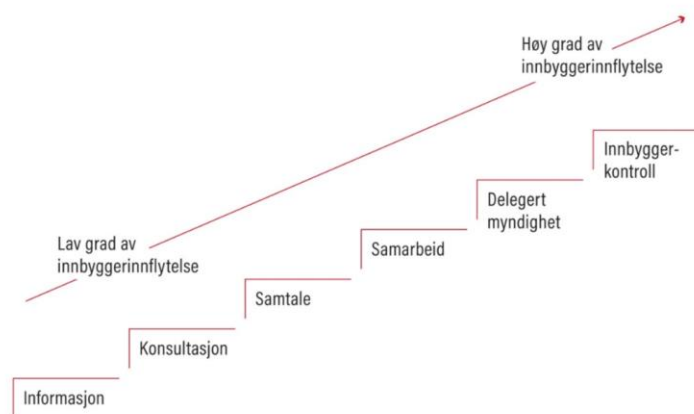 Høy grad av
innbyggerinnflytelse
Innbygger-
kontroll
Delegert
myndighet
Lav grad av
innbyggerinnflytelse
Samarbeid
Samtale
Konsultasjon
Informasjon